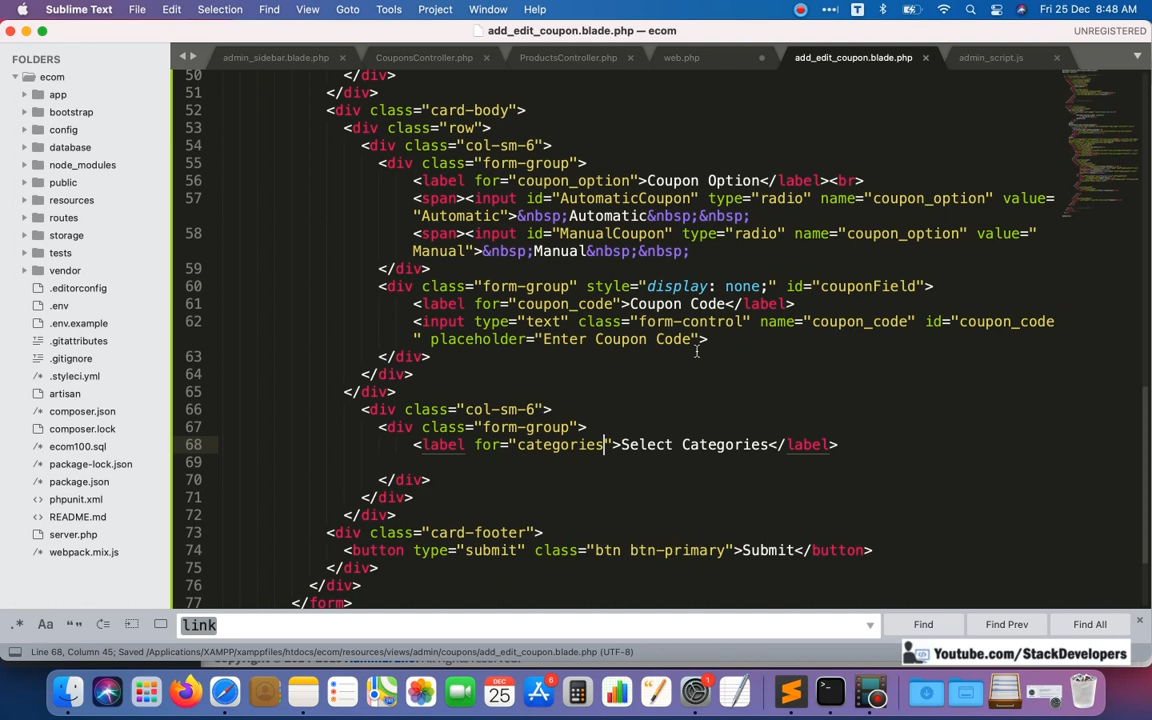 Sublime Text File Edit Selection Find View Goto Tools Project Window Help Fri 25 Dec 8:48 AM
add_edit_coupon.blade.php — ecom UNREGISTERED
FOLDERS admin_sidebar.blade.php CouponsController.php ProductsController.php web.php add_edit_coupon.blade.php admin_script.js
ecom
app
bootstrap
config
database
node_modules
public
resources
routes
storage
tests
vendor
.editorconfig
.env
.env.example
.gitattributes
.gitignore
.styleci.yml
artisan
composer.json
composer.lock
ecom100.sql
package-lock.json
package.json
phpunit.xml
README.md
server.php
webpack.mix.js
50 </div>
51 </div>
52 <div class="card-body">
53 <div class="row">
54 <div class="col-sm-6">
55 <div class="form-group">
56 <label for="coupon_option">Coupon Option</label><br>
57 <span><input id="AutomaticCoupon" type="radio" name="coupon_option" value=
"Automatic">&nbsp;Automatic&nbsp;&nbsp;
58 <span><input id="ManualCoupon" type="radio" name="coupon_option" value="
Manual">&nbsp;Manual&nbsp;&nbsp;
59 </div>
60 <div class="form-group" style="display: none;" id="couponField">
61 <label for="coupon_code">Coupon Code</label>
62 <input type="text" class="form-control" name="coupon_code" id="coupon_code
" placeholder="Enter Coupon Code">
63 </div>
64 </div>
65 </div>
66 <div class="col-sm-6">
67 <div class="form-group">
68 <label for="categories">Select Categories</label>
69
70 </div>
71 </div>
72 </div>
73 <div class="card-footer">
74 <button type="submit" class="btn btn-primary">Submit</button>
75 </div>
76 </div>
77 </form>
.* Aa link Find Find Prev Find All
Line 68, Column 45; Saved /Applications/XAMPP/xamppfiles/htdocs/ecom/resources/views/admin/coupons/add_edit_coupon.blade.php (UTF-8)
Youtube.com/StackDevelopers
DEC 25 6 1